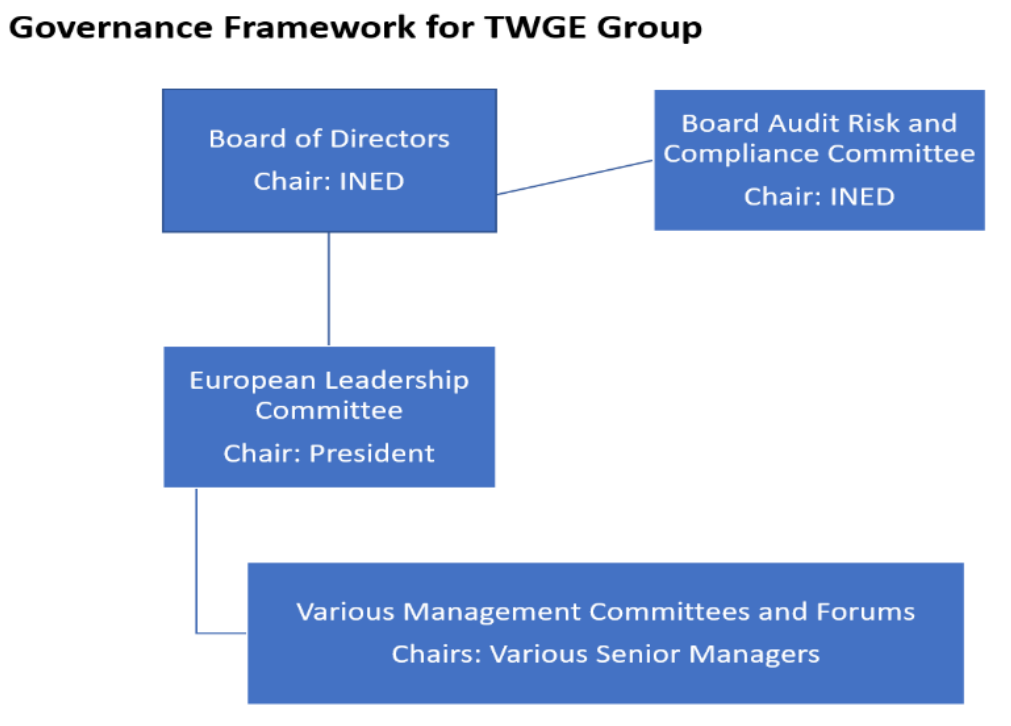 Governance Framework for TWGE Group
Board of Directors
Chair: INED
Board Audit Risk and
Compliance Committee
Chair: INED
European Leadership
Committee
Chair: President
Various Management Committees and Forums
Chairs: Various Senior Managers